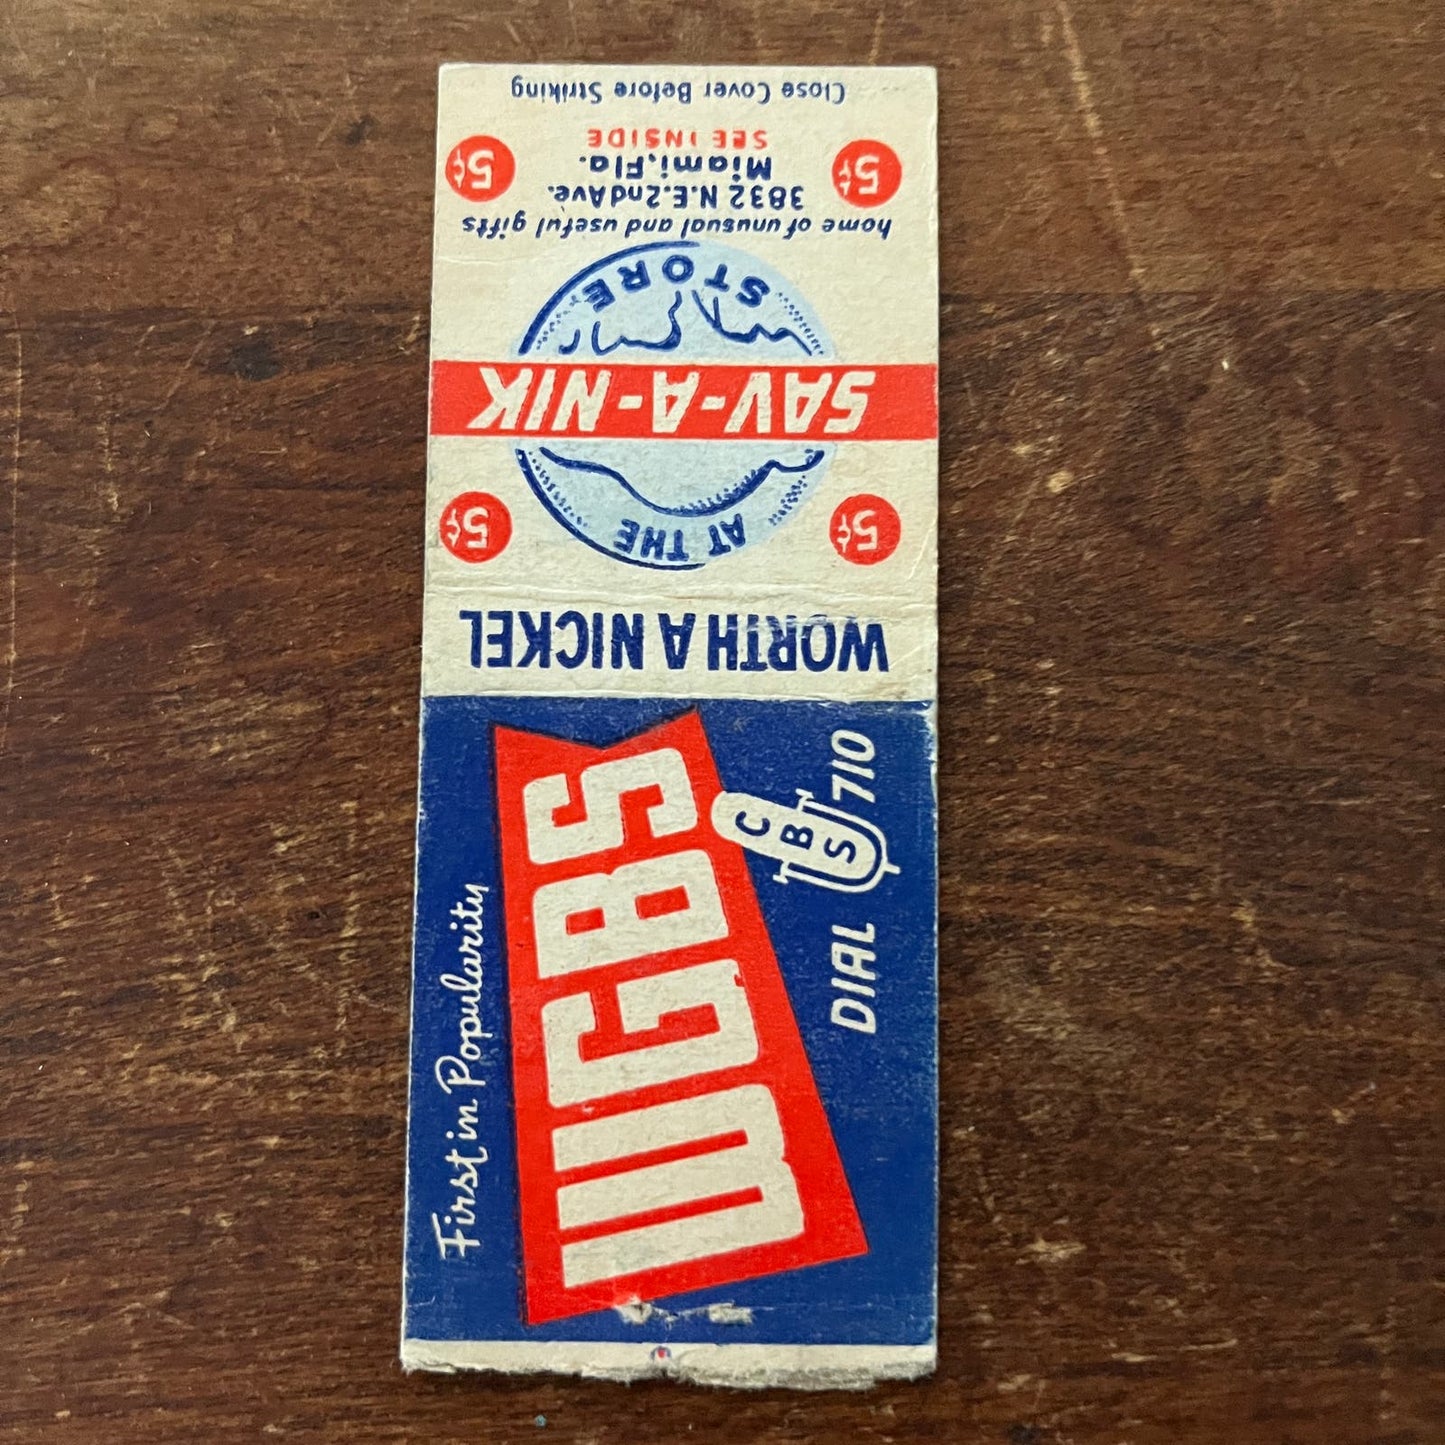 WORTH A NICKEL
5¢ 5¢
AT THE
SAV-A-NIK
STORE
home of unusual and useful gifts
3832 N.E. 2nd Ave.
Miami, Fla.
5¢ 5¢
SEE INSIDE
Close Cover Before Striking
First in Popularity
WGBS
CBS
DIAL 710